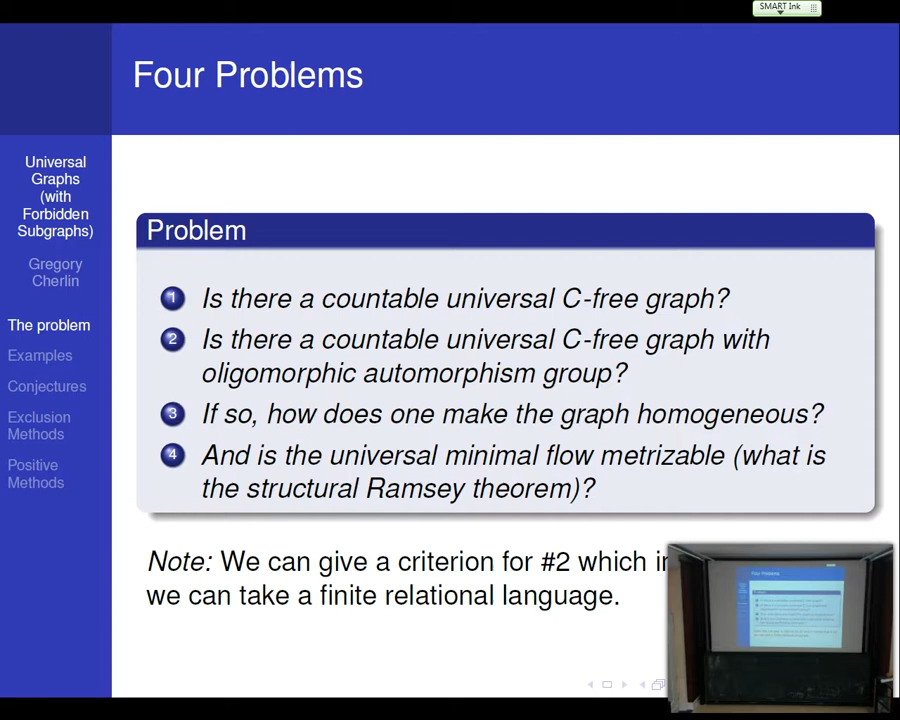 SMART Ink
Four Problems
Universal
Graphs
(with
Forbidden
Subgraphs)
Gregory
Cherlin
The problem
Examples
Conjectures
Exclusion
Methods
Positive
Methods
Problem
1 Is there a countable universal C-free graph?
2 Is there a countable universal C-free graph with
oligomorphic automorphism group?
3 If so, how does one make the graph homogeneous?
4 And is the universal minimal flow metrizable (what is
the structural Ramsey theorem)?
Note: We can give a criterion for #2 which
we can take a finite relational language.
Four Problems